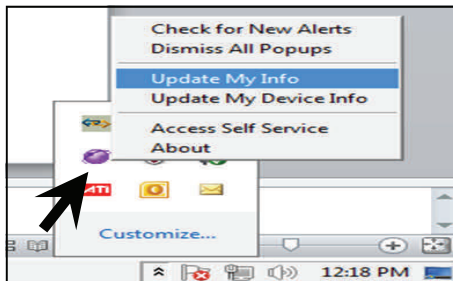 Check for New Alerts
Dismiss All Popups
Update My Info
Update My Device Info
Access Self Service
About
ATI
Customize...
12:18 PM